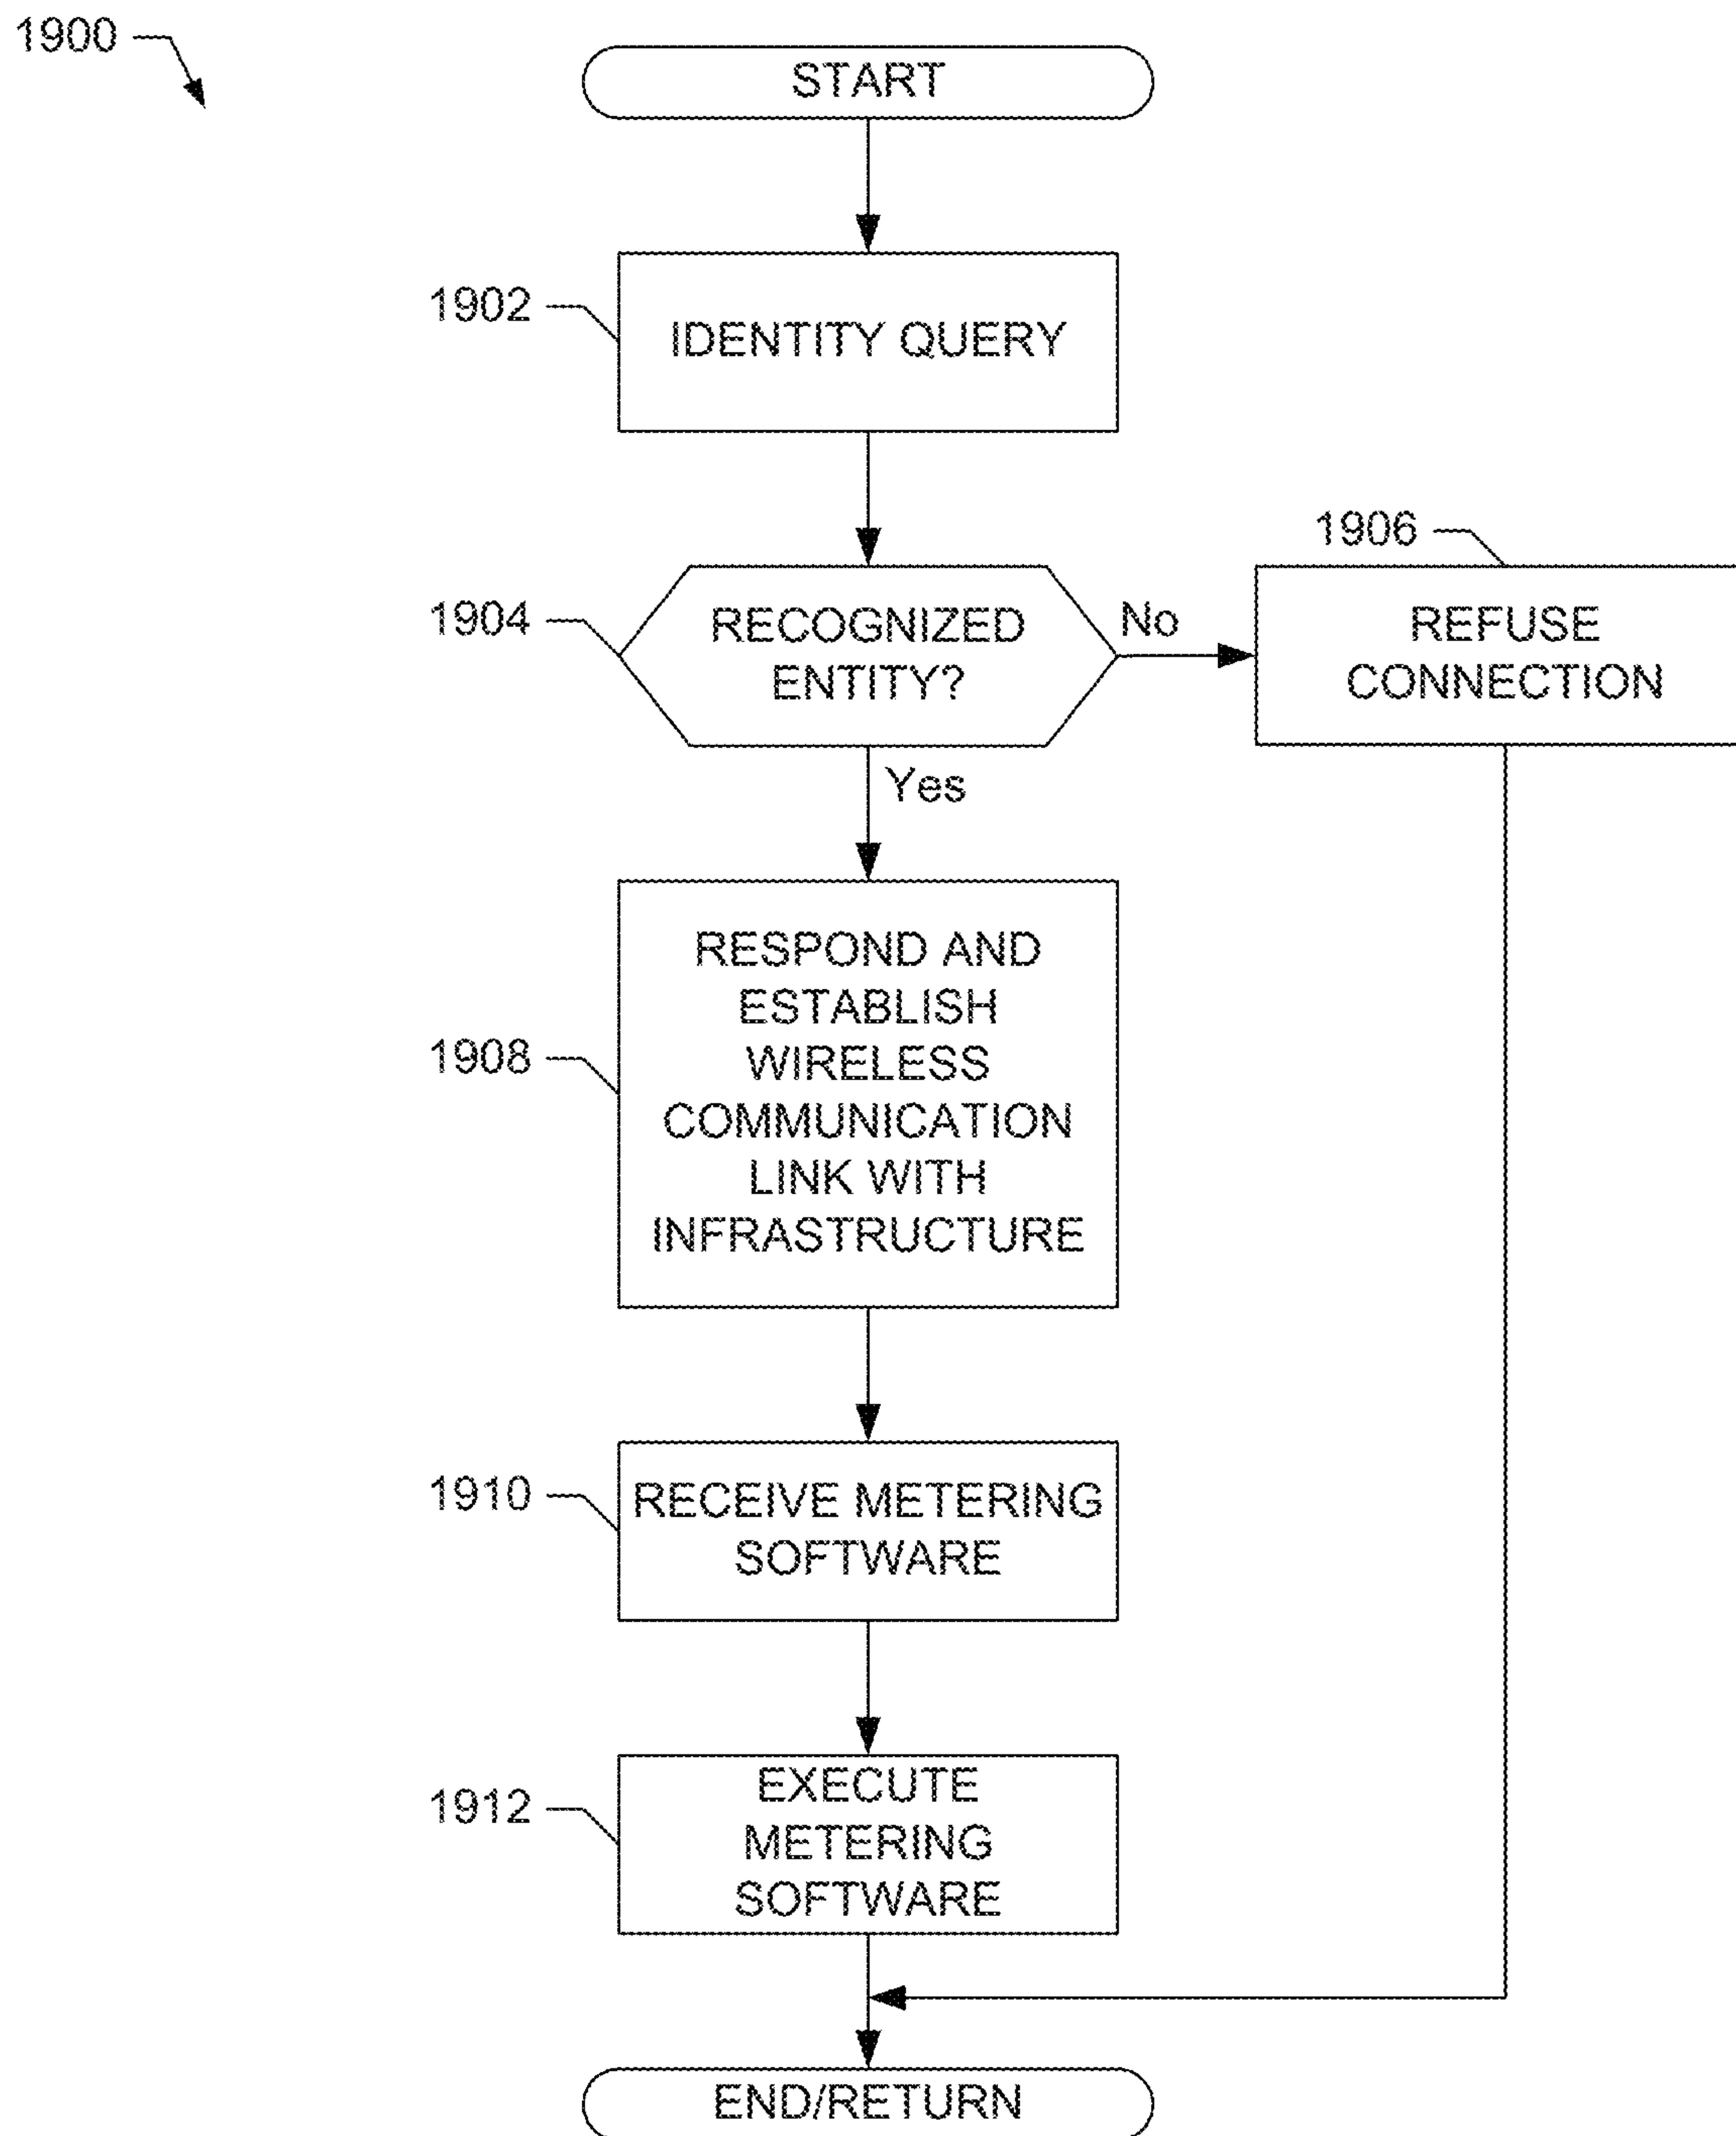 1900
START
1902
IDENTITY QUERY
1904
RECOGNIZED
ENTITY?
No
1906
REFUSE
CONNECTION
Yes
1908
RESPOND AND
ESTABLISH
WIRELESS
COMMUNICATION
LINK WITH
INFRASTRUCTURE
1910
RECEIVE METERING
SOFTWARE
1912
EXECUTE
METERING
SOFTWARE
END/RETURN